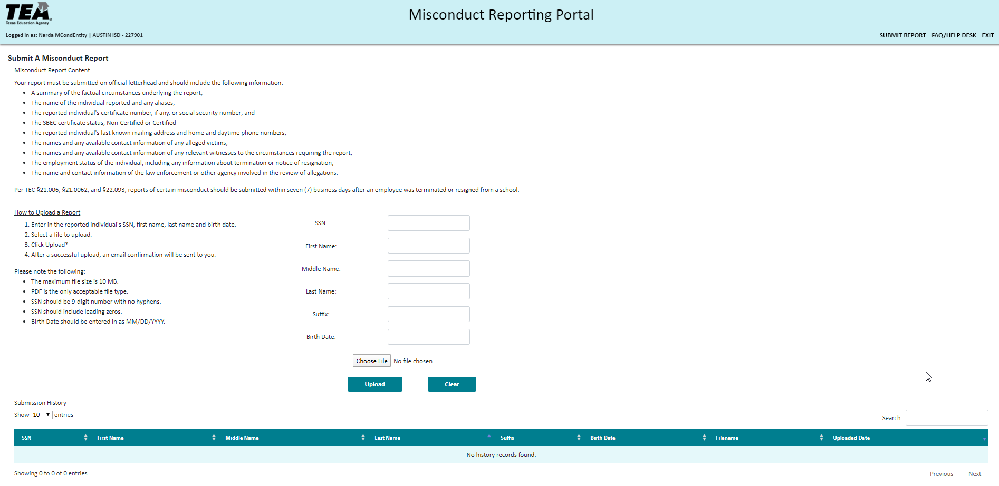 TEA
Texas Education Agency
Misconduct Reporting Portal
Logged in as: Narda MCondEntity | AUSTIN ISD - 227901
SUBMIT REPORT FAQ/HELP DESK EXIT
Submit A Misconduct Report
Misconduct Report Content
Your report must be submitted on official letterhead and should include the following information:
• A summary of the factual circumstances underlying the report;
• The name of the individual reported and any aliases;
• The reported individual's certificate number, if any, or social security number; and
• The SBEC certificate status, Non-Certified or Certified
• The reported individual's last known mailing address and home and daytime phone numbers;
• The names and any available contact information of any alleged victims;
• The names and any available contact information of any relevant witnesses to the circumstances requiring the report;
• The employment status of the individual, including any information about termination or notice of resignation;
• The name and contact information of the law enforcement or other agency involved in the review of allegations.
Per TEC §21.006, §21.0062, and §22.093, reports of certain misconduct should be submitted within seven (7) business days after an employee was terminated or resigned from a school.
How to Upload a Report
1. Enter in the reported individual's SSN, first name, last name and birth date.
2. Select a file to upload.
3. Click Upload*
4. After a successful upload, an email confirmation will be sent to you.
Please note the following:
• The maximum file size is 10 MB.
• PDF is the only acceptable file type.
• SSN should be 9-digit number with no hyphens.
• SSN should include leading zeros.
• Birth Date should be entered in as MM/DD/YYYY.
SSN:
First Name:
Middle Name:
Last Name:
Suffix:
Birth Date:
Choose File No file chosen
Upload Clear
Submission History
Show 10 entries
Search:
SSN First Name Middle Name Last Name Suffix Birth Date Filename Uploaded Date
No history records found.
Showing 0 to 0 of 0 entries
Previous Next